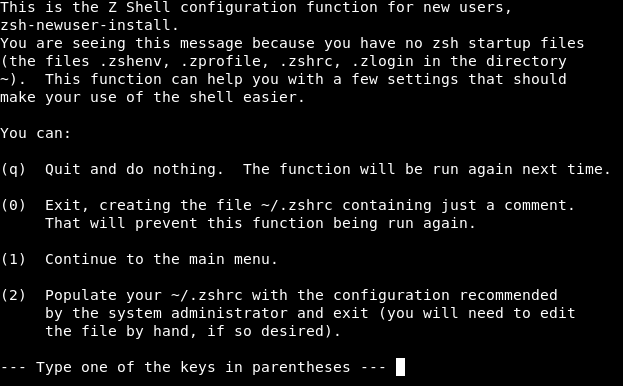 This is the Z Shell configuration function for new users,
zsh-newuser-install.
You are seeing this message because you have no zsh startup files
(the files .zshenv, .zprofile, .zshrc, .zlogin in the directory
~).  This function can help you with a few settings that should
make your use of the shell easier.

You can:

(q)  Quit and do nothing.  The function will be run again next time.

(0)  Exit, creating the file ~/.zshrc containing just a comment.
     That will prevent this function being run again.

(1)  Continue to the main menu.

(2)  Populate your ~/.zshrc with the configuration recommended
     by the system administrator and exit (you will need to edit
     the file by hand, if so desired).

--- Type one of the keys in parentheses ---